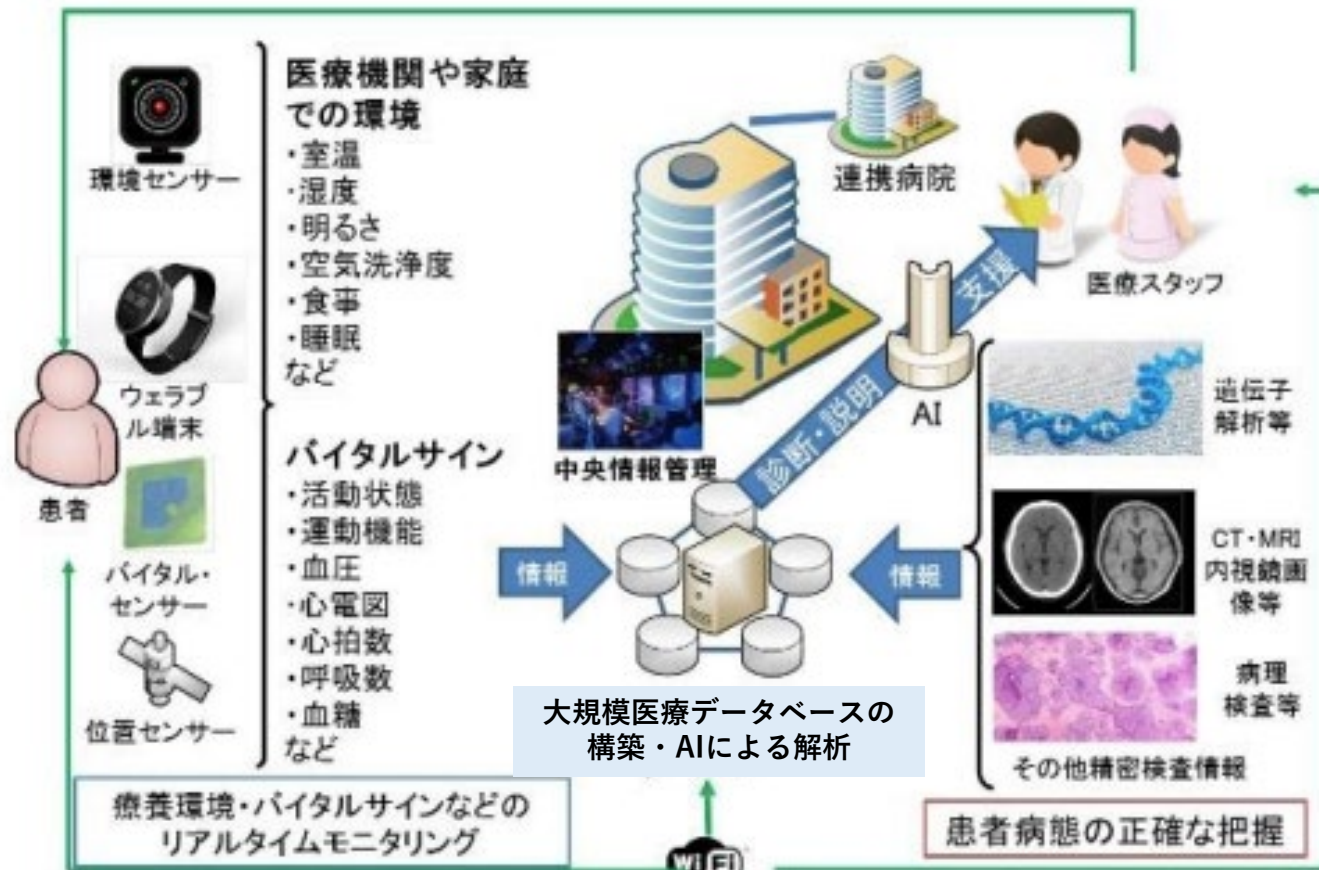 環境センサー
ウェラブ
ル端末
患者
バイタル・
センサー
位置センサー
医療機関や家庭
での環境
・室温
・湿度
・明るさ
・空気洗浄度
・食事
・睡眠
など
バイタルサイン
・活動状態
・運動機能
・血圧
・心電図
・心拍数
・呼吸数
・血糖
など
療養環境・バイタルサインなどの
リアルタイムモニタリング
連携病院
中央情報管理
情報
診断・説明
支援
AI
情報
大規模医療データベースの
構築・AIによる解析
WiFi
医療スタッフ
遺伝子
解析等
CT・MRI
内視鏡画
像等
病理
検査等
その他精密検査情報
患者病態の正確な把握